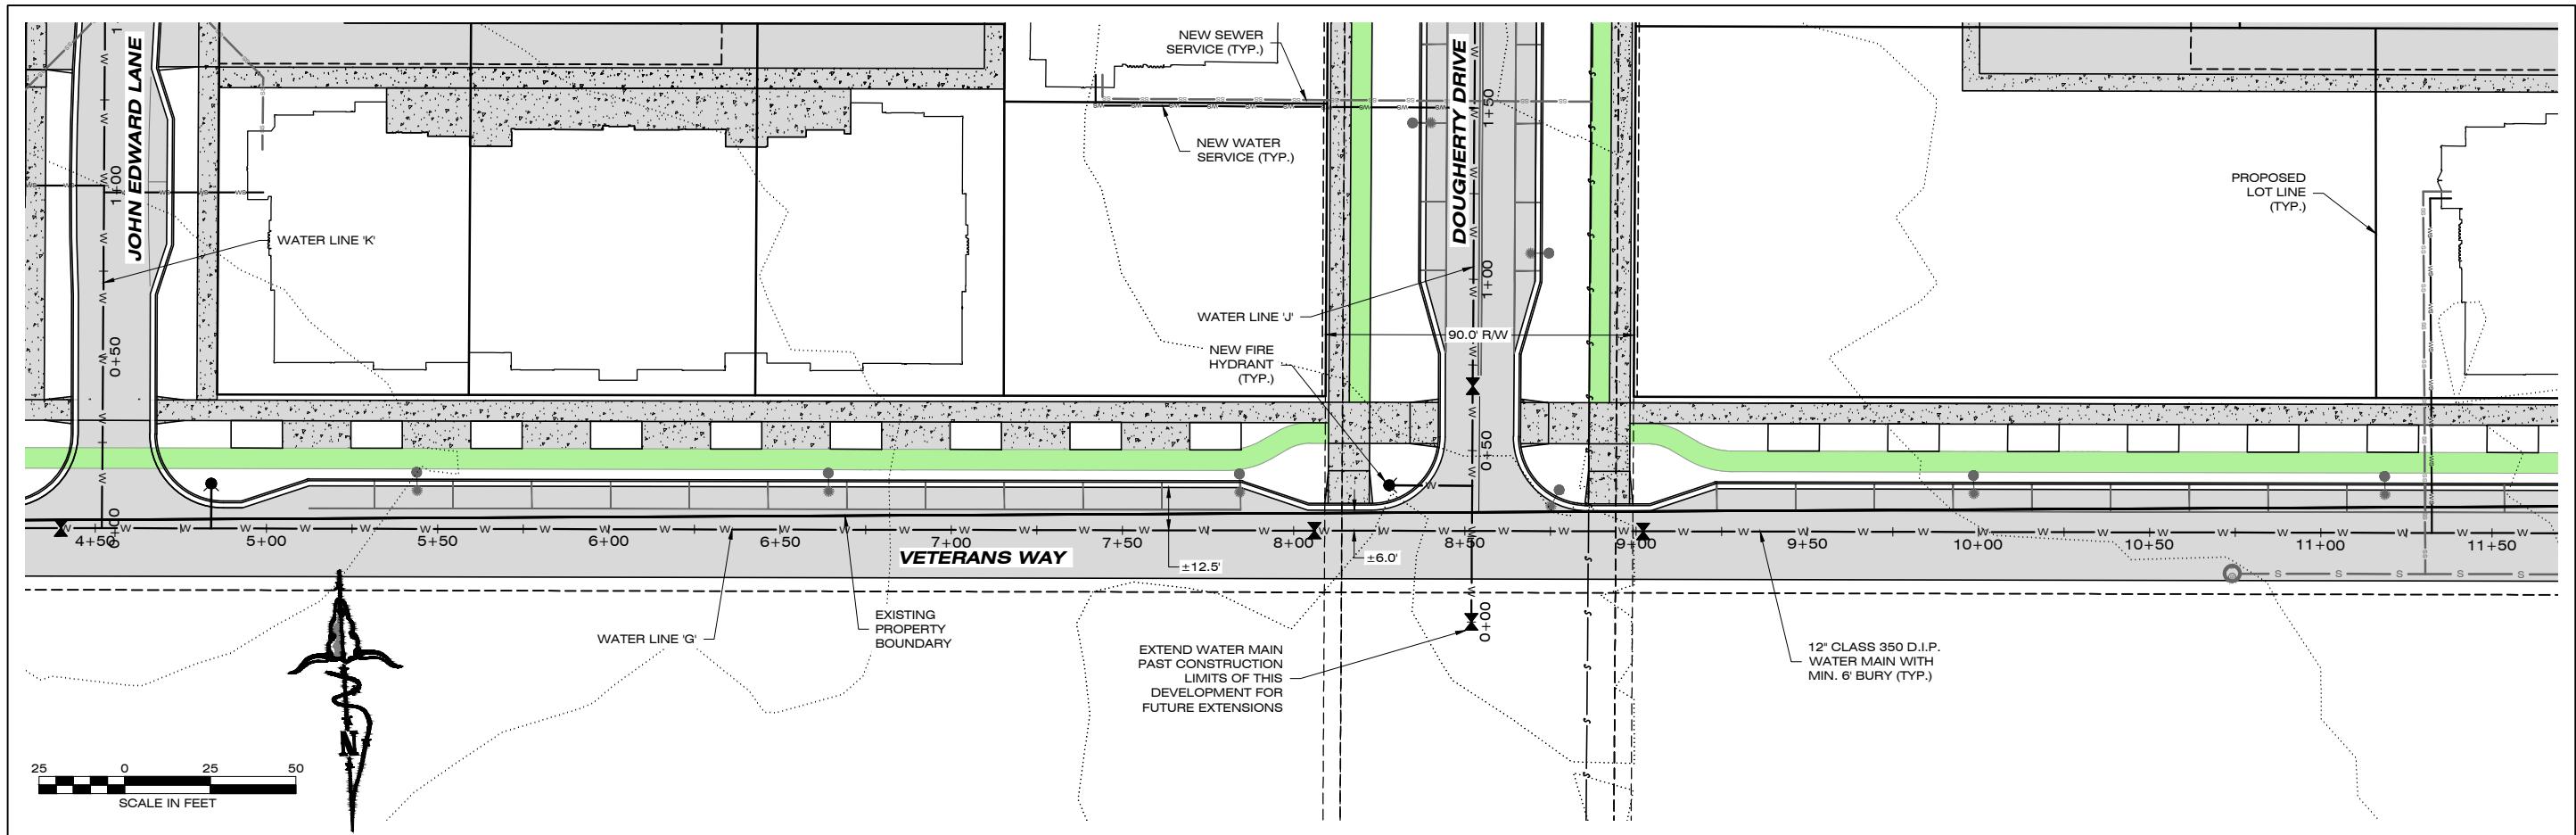 JOHN EDWARD LANE
1
1+00
0+50
0+00
WATER LINE 'K'
NEW SEWER
SERVICE (TYP.)
NEW WATER
SERVICE (TYP.)
DOUGHERTY DRIVE
1+50
1+00
0+50
0+00
WATER LINE 'J'
90.0' R/W
NEW FIRE
HYDRANT
(TYP.)
PROPOSED
LOT LINE
(TYP.)
4+50
5+00
5+50
6+00
6+50
7+00
7+50
8+00
8+50
9+00
9+50
10+00
10+50
11+00
11+50
VETERANS WAY
±12.5'
±6.0'
WATER LINE 'G'
EXISTING
PROPERTY
BOUNDARY
EXTEND WATER MAIN
PAST CONSTRUCTION
LIMITS OF THIS
DEVELOPMENT FOR
FUTURE EXTENSIONS
12" CLASS 350 D.I.P.
WATER MAIN WITH
MIN. 6' BURY (TYP.)
N
25 0 25 50
SCALE IN FEET